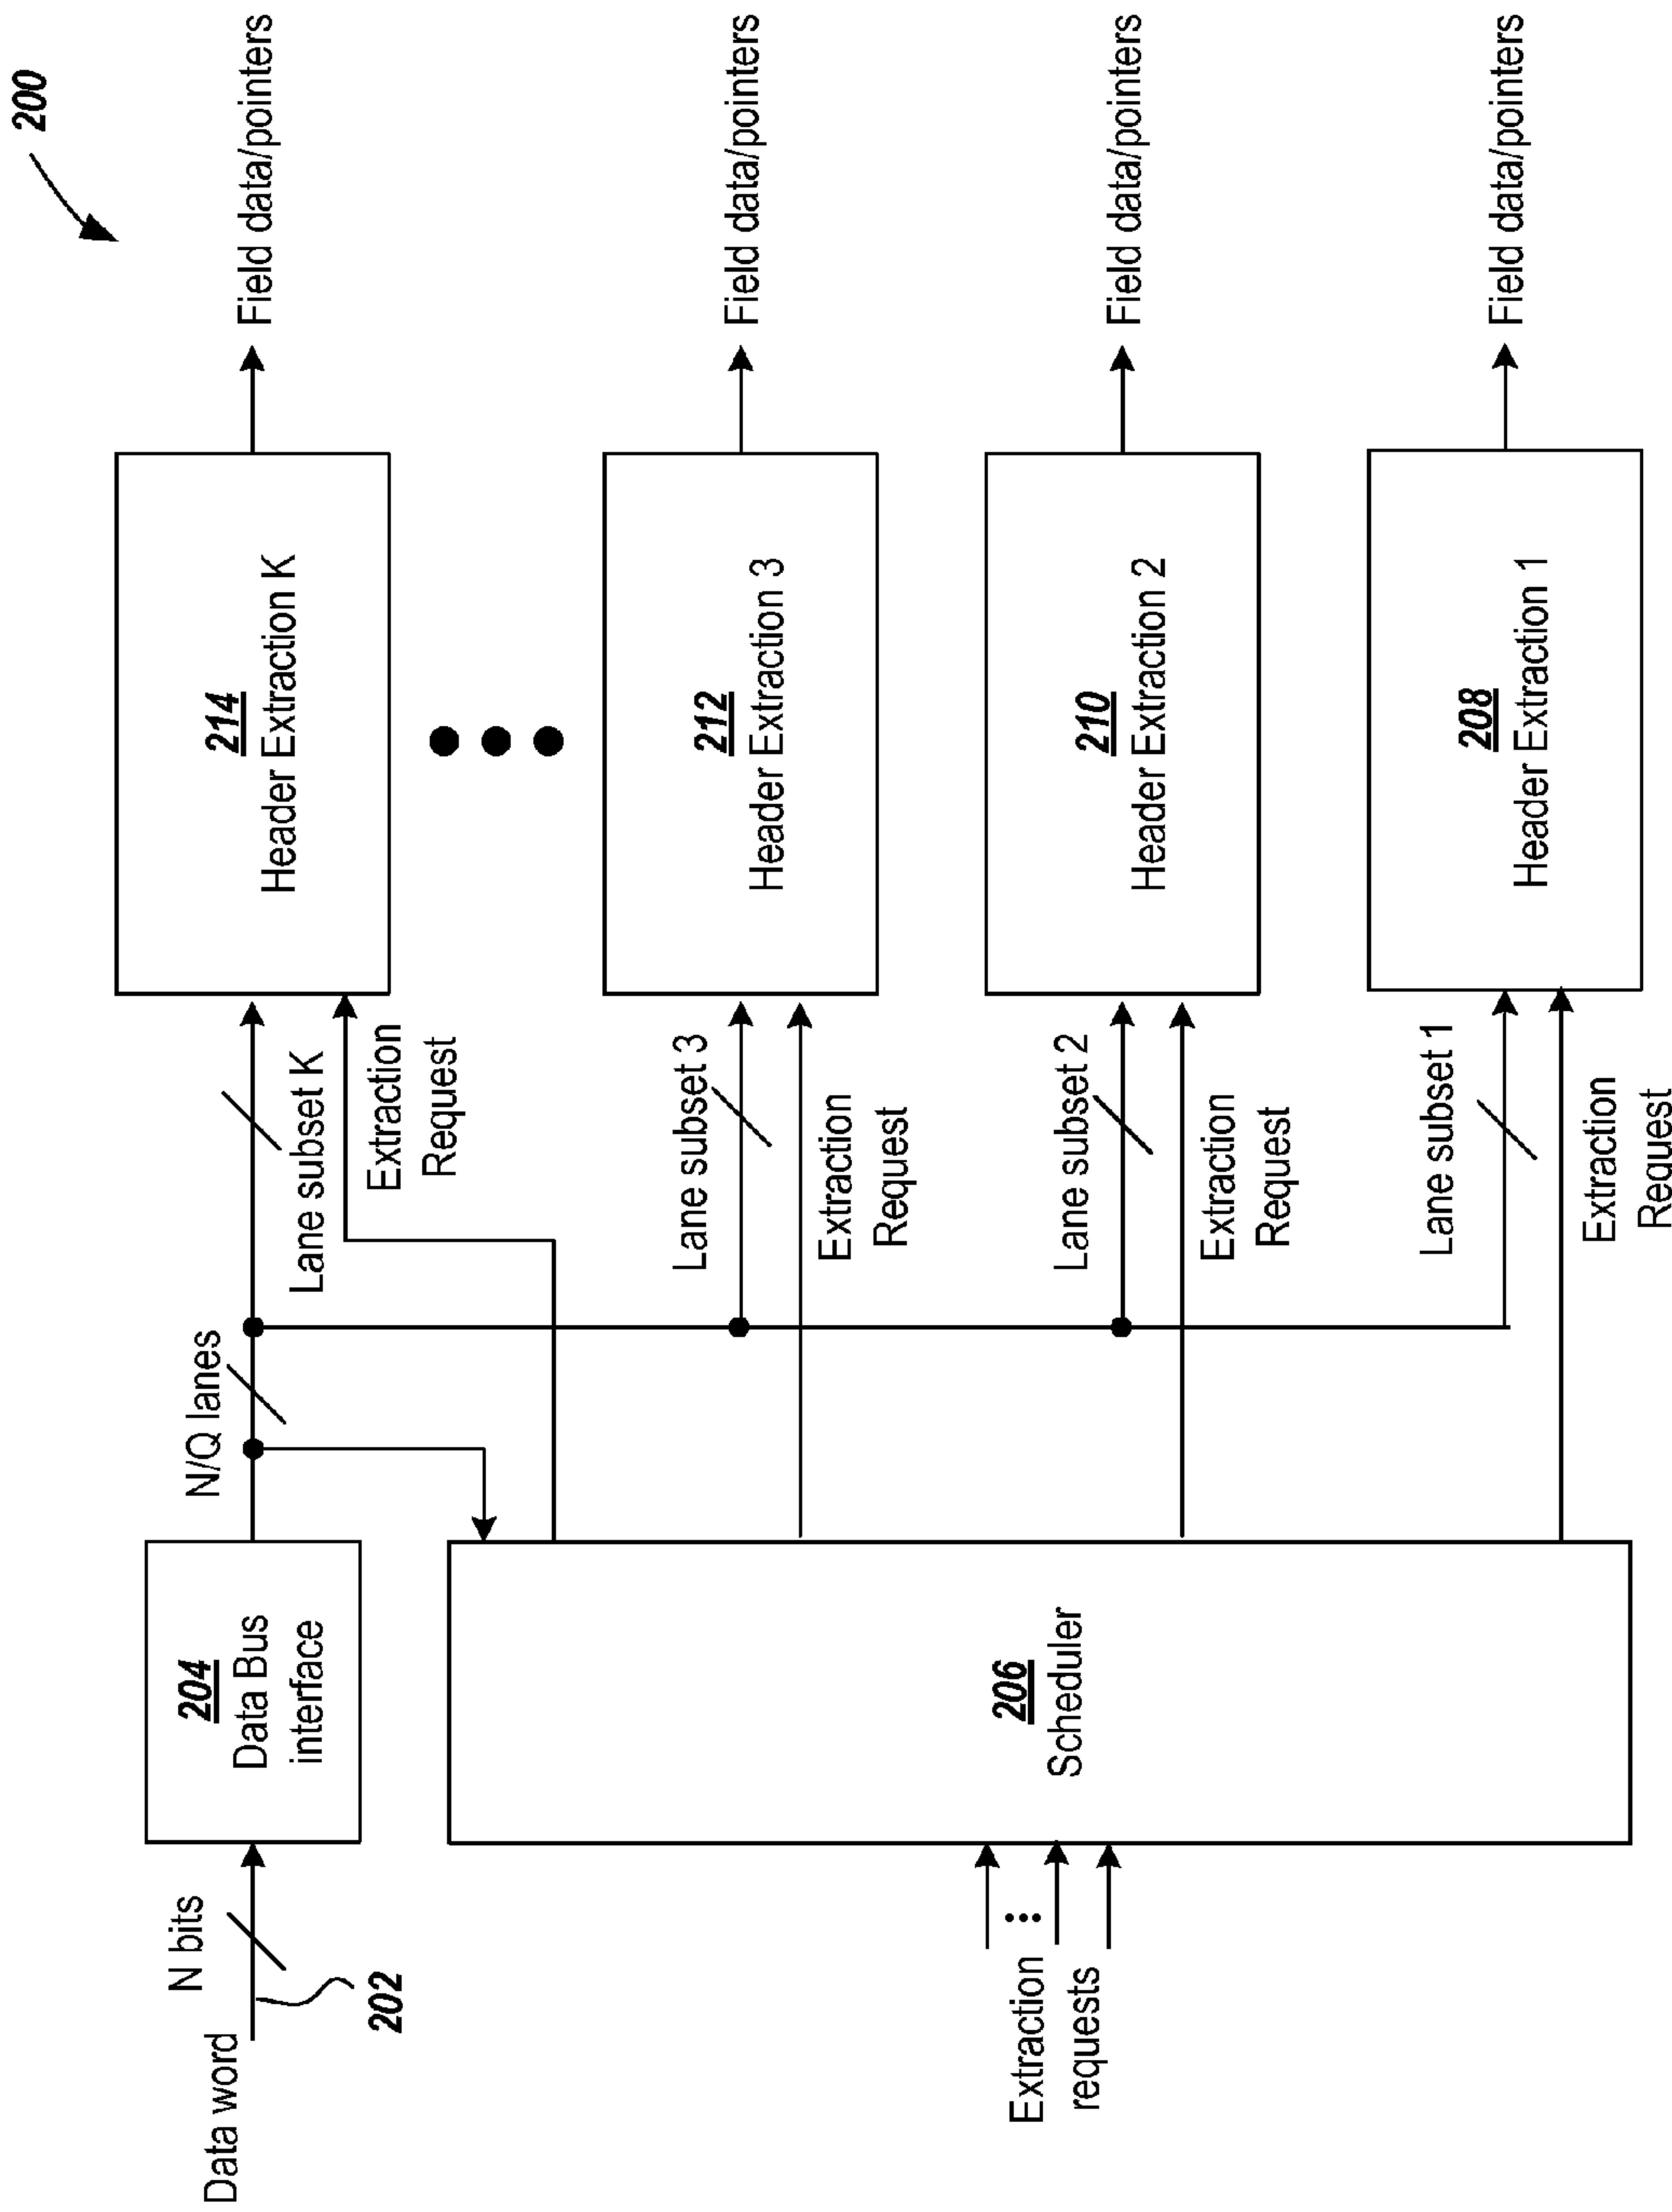 200
Data word
N bits
202
204
Data Bus
interface
N/Q lanes
Lane subset K
Extraction
Request
214
Header Extraction K
Field data/pointers
Lane subset 3
Extraction
Request
212
Header Extraction 3
Field data/pointers
Extraction
requests
206
Scheduler
Lane subset 2
Extraction
Request
210
Header Extraction 2
Field data/pointers
Lane subset 1
Extraction
Request
208
Header Extraction 1
Field data/pointers